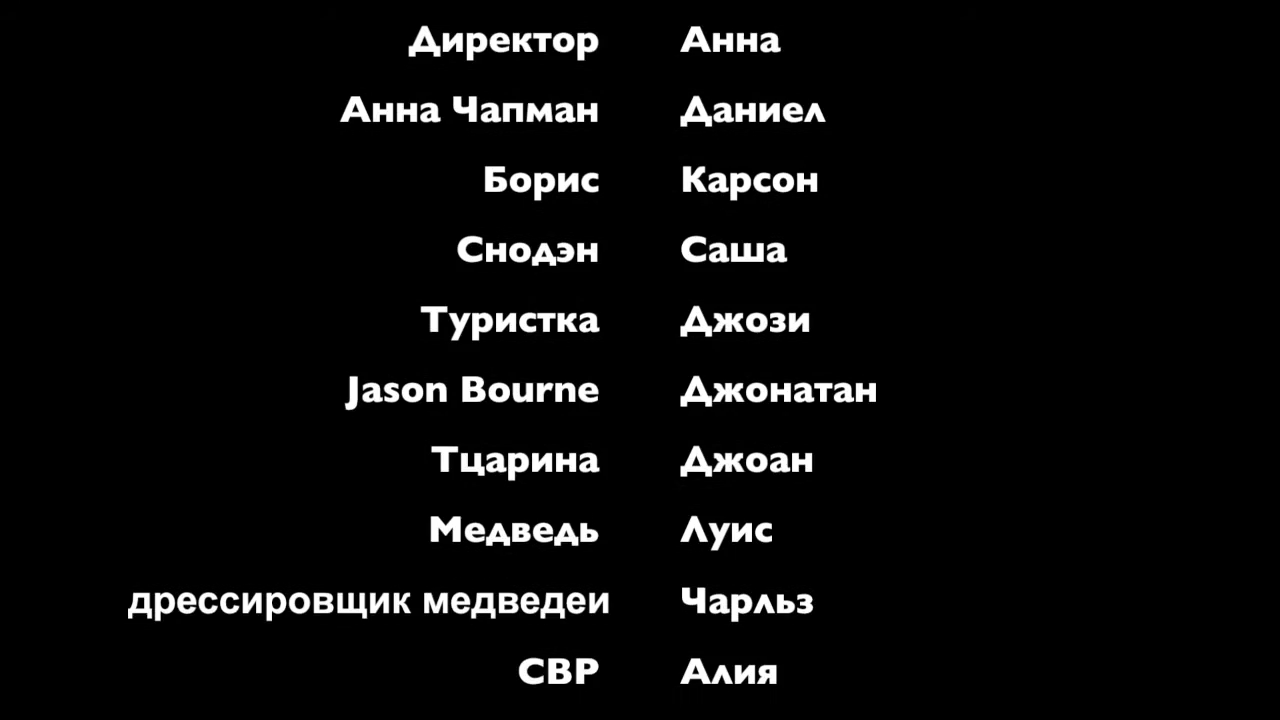 Директор Анна
Анна Чапман Даниел
Борис Карсон
Снодэн Саша
Туристка Джози
Jason Bourne Джонатан
Тцарина Джоан
Медведь Луис
дрессировщик медведеи Чарльз
СВР Алия